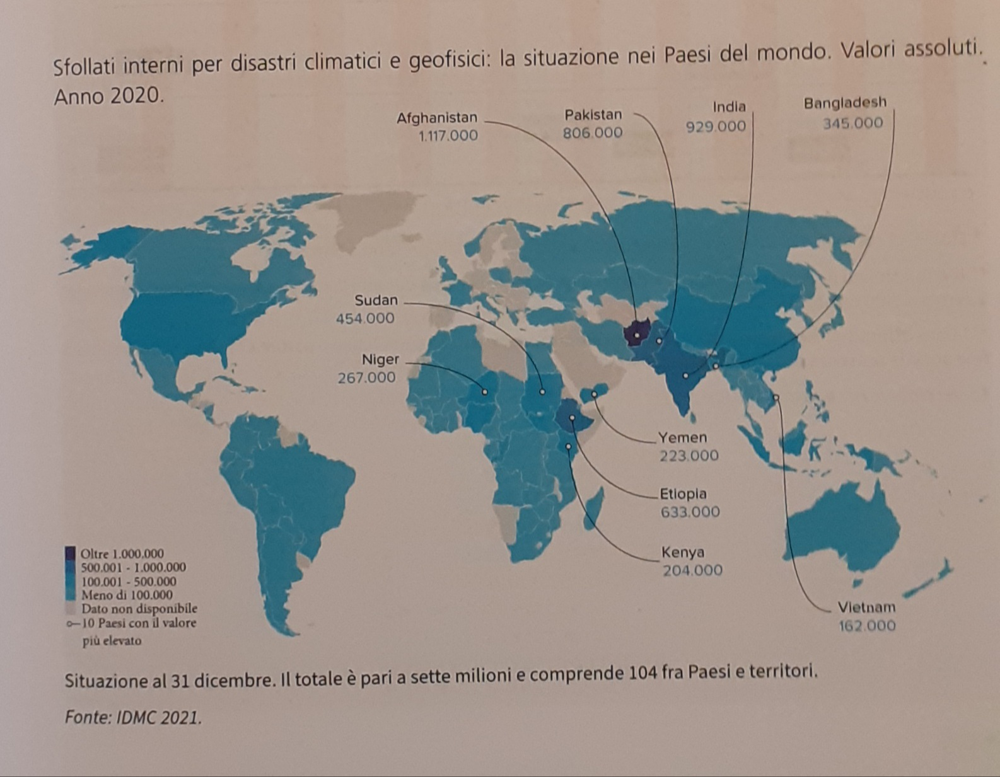 Sfollati interni per disastri climatici e geofisici: la situazione nei Paesi del mondo. Valori assoluti.
Anno 2020.
Afghanistan
1.117.000
Pakistan
806.000
India
929.000
Bangladesh
345.000
Sudan
454.000
Niger
267.000
Yemen
223.000
Etiopia
633.000
Kenya
204.000
Vietnam
162.000
Oltre 1.000.000
500.001 - 1.000.000
100.001 - 500.000
Meno di 100.000
Dato non disponibile
10 Paesi con il valore
più elevato
Situazione al 31 dicembre. Il totale è pari a sette milioni e comprende 104 fra Paesi e territori.
Fonte: IDMC 2021.